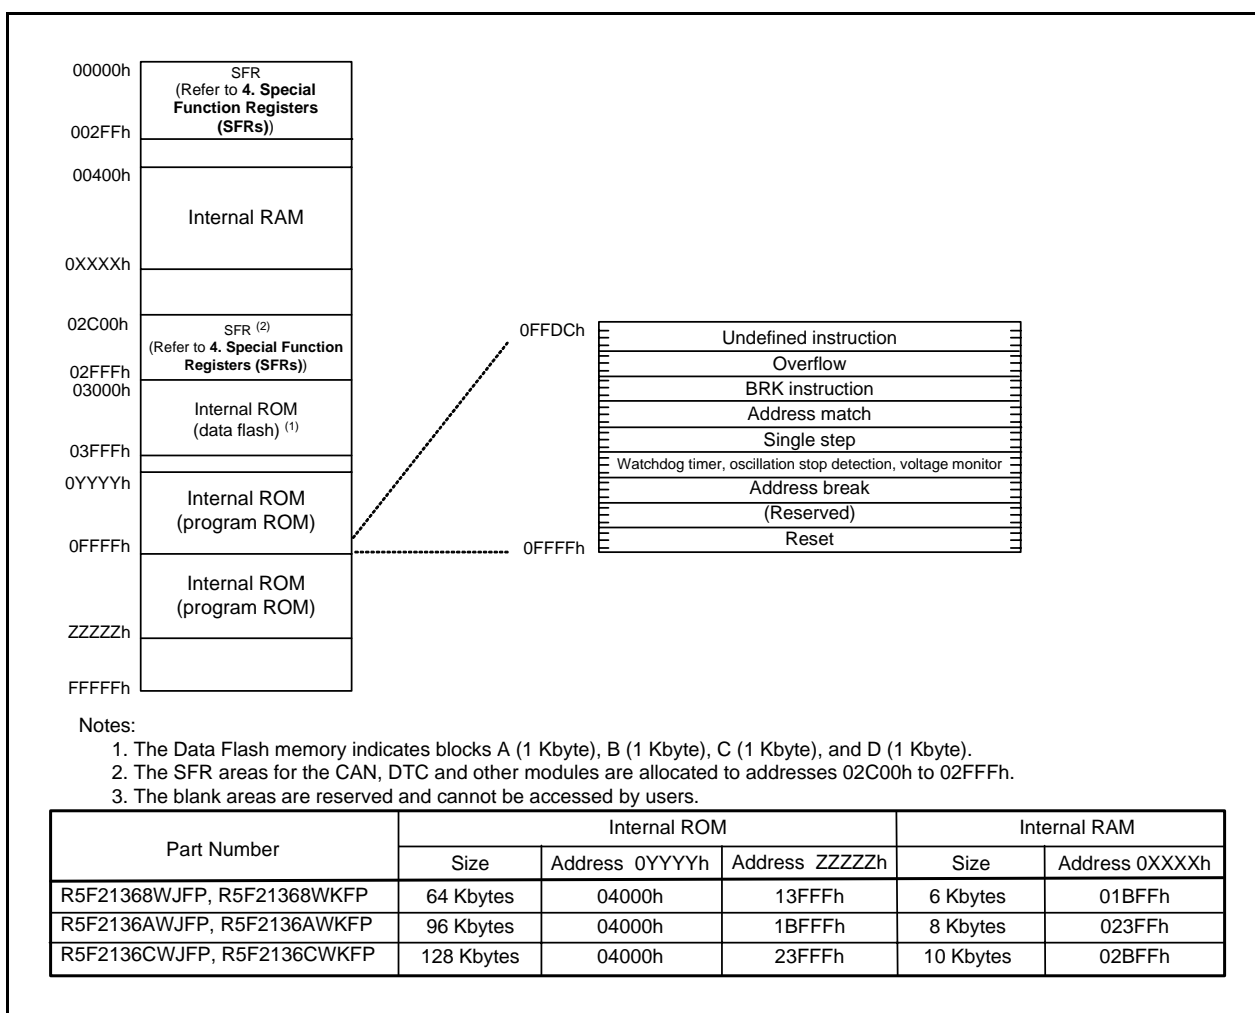 00000h
SFR
(Refer to 4. Special
Function Registers
(SFRs))
002FFh
00400h
Internal RAM
0XXXXh
02C00h
SFR (2)
(Refer to 4. Special Function
Registers (SFRs))
02FFFh
03000h
Internal ROM
(data flash) (1)
03FFFh
0YYYYh
Internal ROM
(program ROM)
0FFFFh
Internal ROM
(program ROM)
ZZZZZh
FFFFFh
0FFDCh
Undefined instruction
Overflow
BRK instruction
Address match
Single step
Watchdog timer, oscillation stop detection, voltage monitor
Address break
(Reserved)
Reset
0FFFFh
Notes:
1. The Data Flash memory indicates blocks A (1 Kbyte), B (1 Kbyte), C (1 Kbyte), and D (1 Kbyte).
2. The SFR areas for the CAN, DTC and other modules are allocated to addresses 02C00h to 02FFFh.
3. The blank areas are reserved and cannot be accessed by users.
Part Number Internal ROM Internal RAM
Size Address 0YYYYh Address ZZZZZh Size Address 0XXXXh
R5F21368WJFP, R5F21368WKFP 64 Kbytes 04000h 13FFFh 6 Kbytes 01BFFh
R5F2136AWJFP, R5F2136AWKFP 96 Kbytes 04000h 1BFFFh 8 Kbytes 023FFh
R5F2136CWJFP, R5F2136CWKFP 128 Kbytes 04000h 23FFFh 10 Kbytes 02BFFh